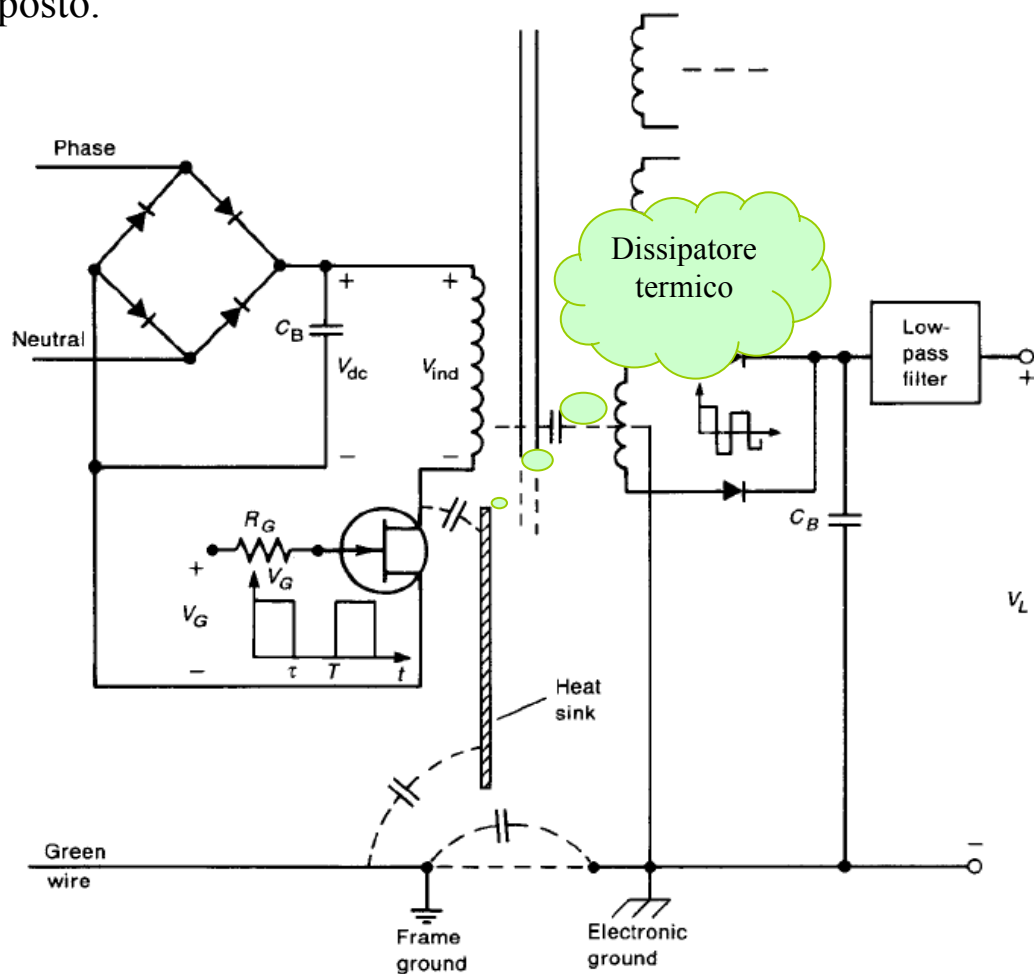 posto.
Phase
Neutral
C_B
+
V_dc
−
+
V_ind
−
Dissipatore
termico
Low-
pass
filter
+
R_G
+
V_G
V_G
−
τ
T
t
C_B
V_L
Heat
sink
Green
wire
−
Frame
ground
Electronic
ground